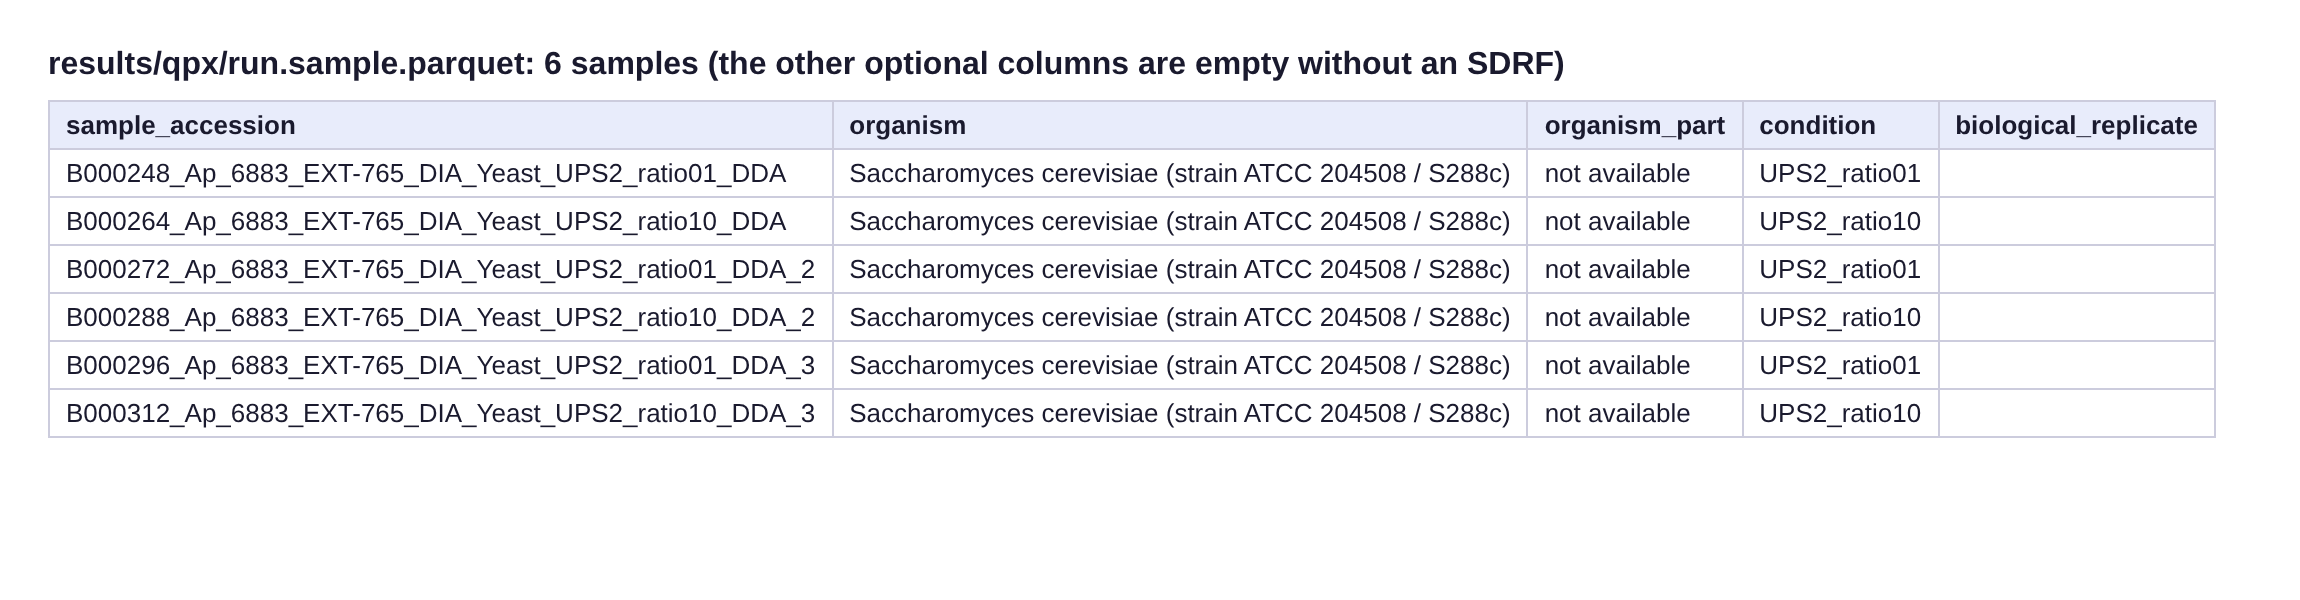 results/qpx/run.sample.parquet: 6 samples (the other optional columns are empty without an SDRF)
sample_accession organism organism_part condition biological_replicate
B000248_Ap_6883_EXT-765_DIA_Yeast_UPS2_ratio01_DDA Saccharomyces cerevisiae (strain ATCC 204508 / S288c) not available UPS2_ratio01
B000264_Ap_6883_EXT-765_DIA_Yeast_UPS2_ratio10_DDA Saccharomyces cerevisiae (strain ATCC 204508 / S288c) not available UPS2_ratio10
B000272_Ap_6883_EXT-765_DIA_Yeast_UPS2_ratio01_DDA_2 Saccharomyces cerevisiae (strain ATCC 204508 / S288c) not available UPS2_ratio01
B000288_Ap_6883_EXT-765_DIA_Yeast_UPS2_ratio10_DDA_2 Saccharomyces cerevisiae (strain ATCC 204508 / S288c) not available UPS2_ratio10
B000296_Ap_6883_EXT-765_DIA_Yeast_UPS2_ratio01_DDA_3 Saccharomyces cerevisiae (strain ATCC 204508 / S288c) not available UPS2_ratio01
B000312_Ap_6883_EXT-765_DIA_Yeast_UPS2_ratio10_DDA_3 Saccharomyces cerevisiae (strain ATCC 204508 / S288c) not available UPS2_ratio10